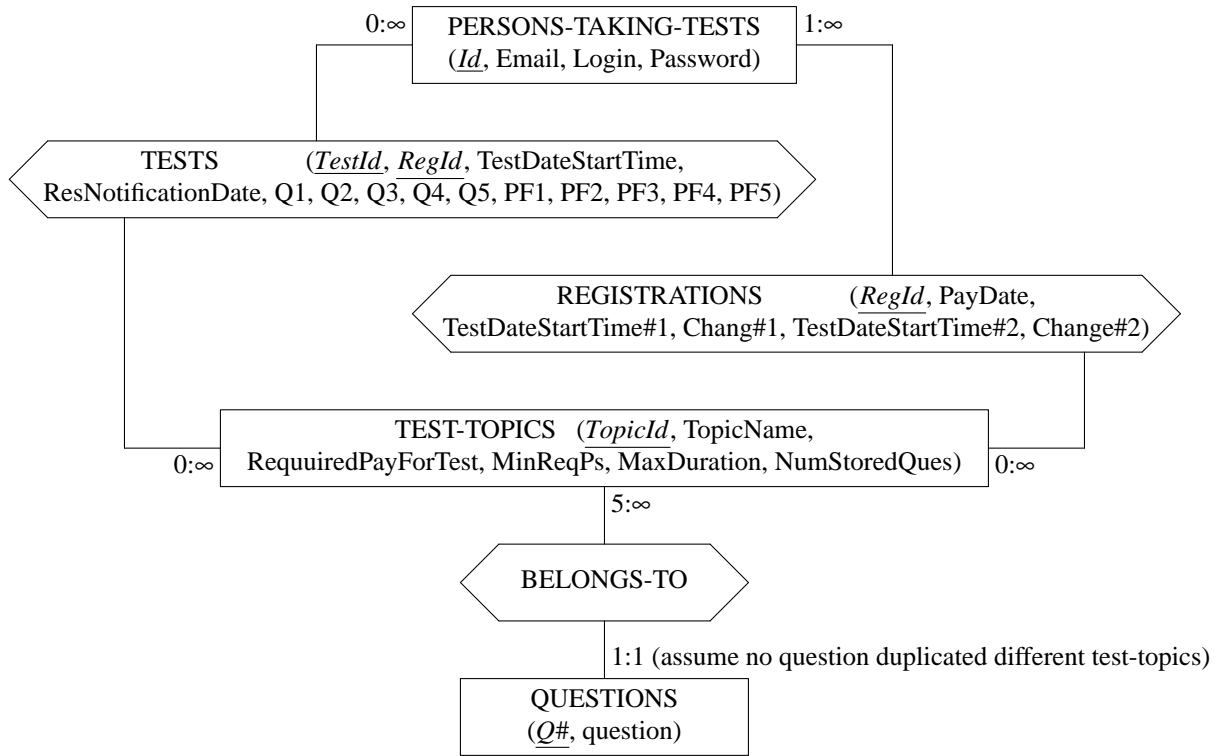 0:∞
PERSONS-TAKING-TESTS
1:∞
(Id, Email, Login, Password)
TESTS (TestId, RegId, TestDateStartTime,
ResNotificationDate, Q1, Q2, Q3, Q4, Q5, PF1, PF2, PF3, PF4, PF5)
REGISTRATIONS (RegId, PayDate,
TestDateStartTime#1, Chang#1, TestDateStartTime#2, Change#2)
TEST-TOPICS (TopicId, TopicName,
0:∞
RequuiredPayForTest, MinReqPs, MaxDuration, NumStoredQues)
0:∞
5:∞
BELONGS-TO
1:1 (assume no question duplicated different test-topics)
QUESTIONS
(Q#, question)